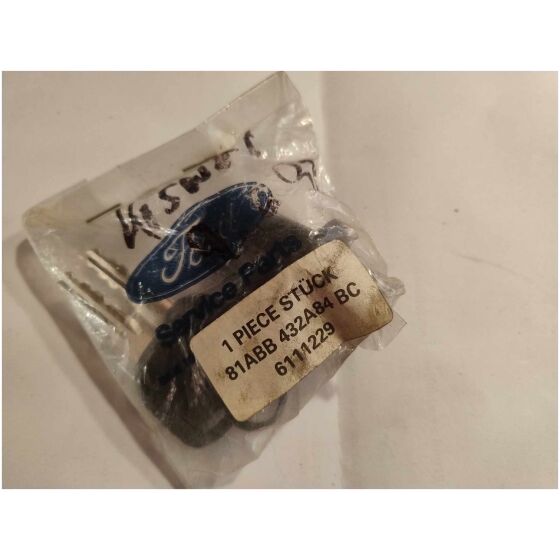 Ford
Service Parts
1 PIECE STÜCK
81ABB 432A84 BC
6111229